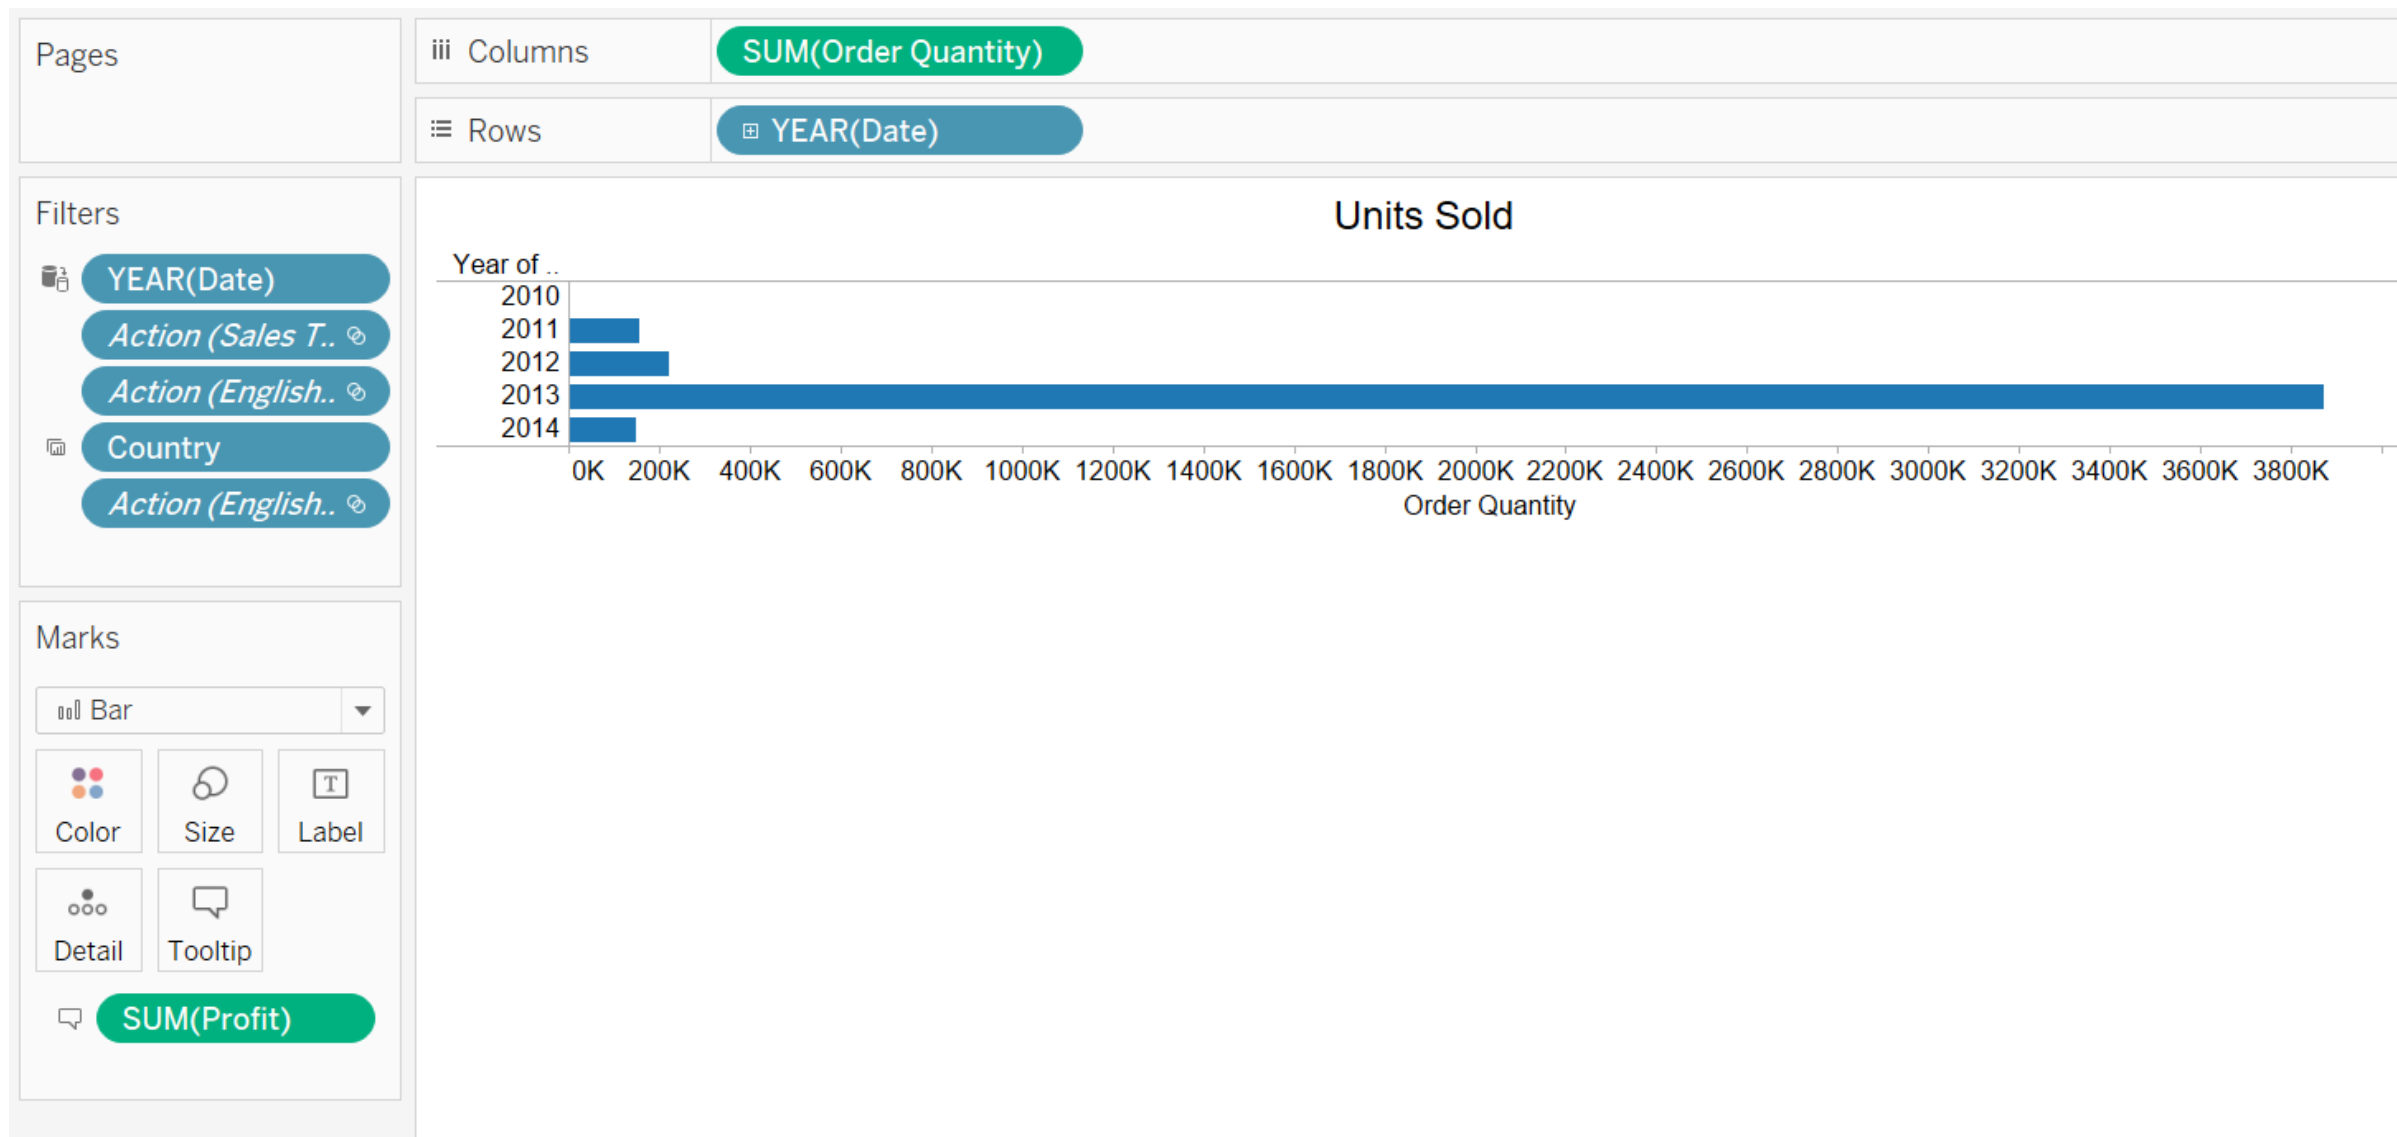 Pages
Columns
SUM(Order Quantity)
Rows
YEAR(Date)
Filters
YEAR(Date)
Action (Sales T..
Action (English..
Country
Action (English..
Marks
Bar
Color
Size
Label
Detail
Tooltip
SUM(Profit)
Units Sold
Year of ..
2010
2011
2012
2013
2014
0K 200K 400K 600K 800K 1000K 1200K 1400K 1600K 1800K 2000K 2200K 2400K 2600K 2800K 3000K 3200K 3400K 3600K 3800K
Order Quantity